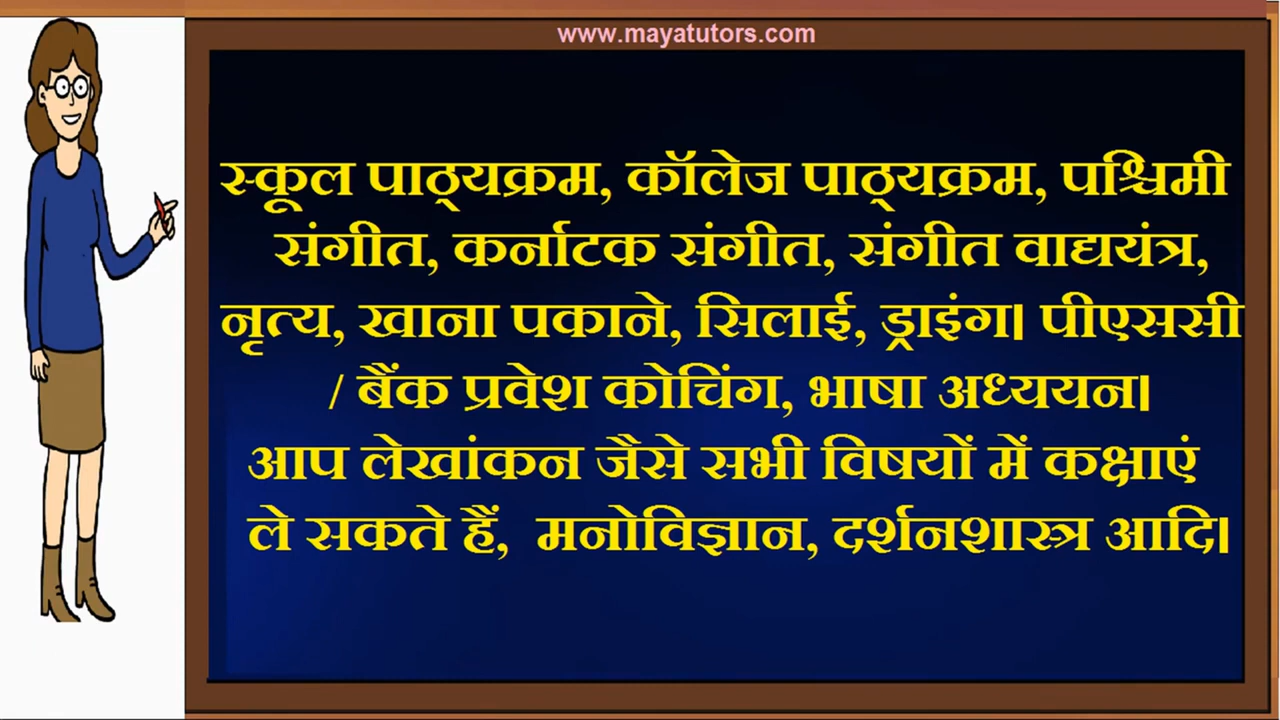 www.mayatutors.com
स्कूल पाठ्यक्रम, कॉलेज पाठ्यक्रम, पश्चिमी
संगीत, कर्नाटक संगीत, संगीत वाद्ययंत्र,
नृत्य, खाना पकाने, सिलाई, ड्राइंग। पीएससी
/ बैंक प्रवेश कोचिंग, भाषा अध्ययन।
आप लेखांकन जैसे सभी विषयों में कक्षाएं
ले सकते हैं, मनोविज्ञान, दर्शनशास्त्र आदि।